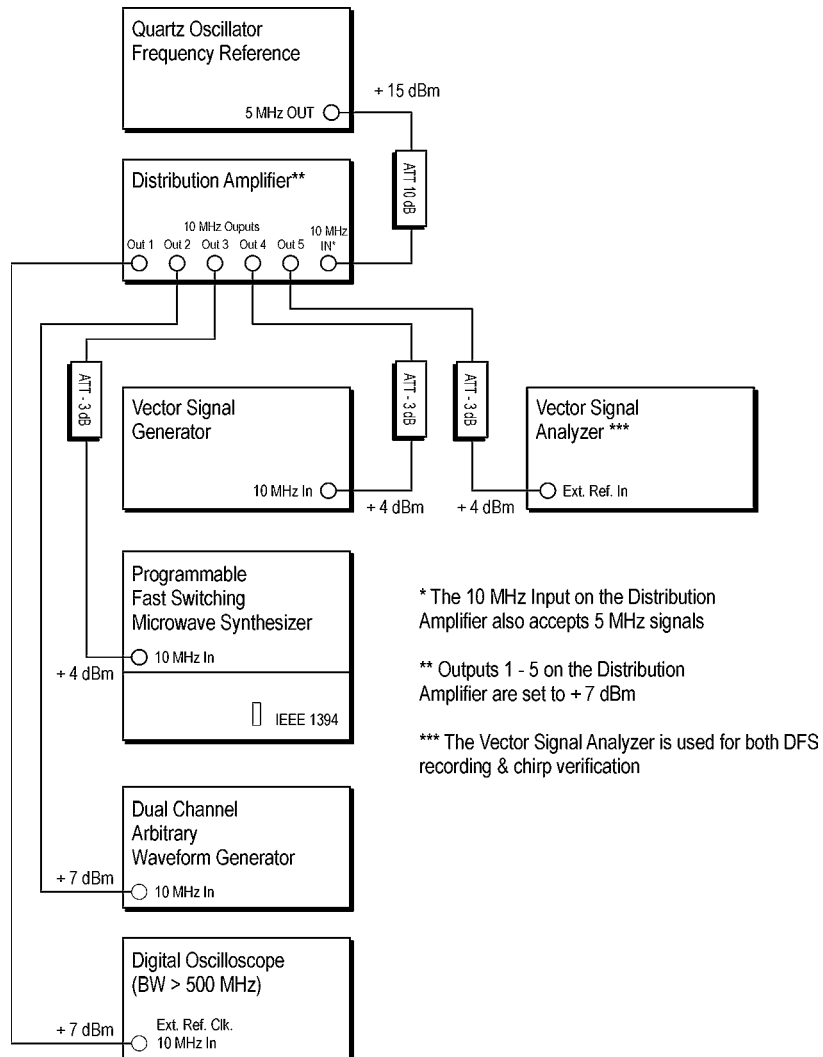 Quartz Oscillator
Frequency Reference
5 MHz OUT
+ 15 dBm
ATT 10 dB
Distribution Amplifier**
10 MHz Ouputs
Out 1 Out 2 Out 3 Out 4 Out 5
10 MHz
IN*
ATT - 3 dB
ATT - 3 dB
ATT - 3 dB
Vector Signal
Generator
10 MHz In
+ 4 dBm
Vector Signal
Analyzer ***
Ext. Ref. In
+ 4 dBm
Programmable
Fast Switching
Microwave Synthesizer
10 MHz In
+ 4 dBm
IEEE 1394
* The 10 MHz Input on the Distribution
Amplifier also accepts 5 MHz signals
** Outputs 1 - 5 on the Distribution
Amplifier are set to + 7 dBm
*** The Vector Signal Analyzer is used for both DFS
recording & chirp verification
Dual Channel
Arbitrary
Waveform Generator
+ 7 dBm
10 MHz In
Digital Oscilloscope
(BW > 500 MHz)
+ 7 dBm
Ext. Ref. Clk.
10 MHz In